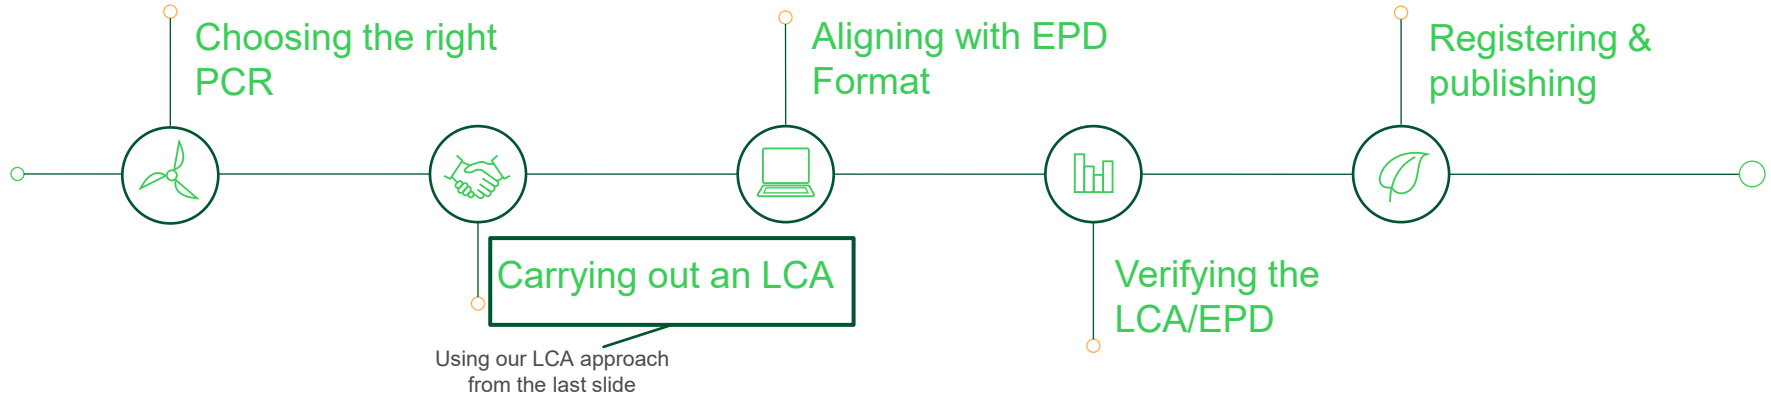 Choosing the right
PCR
Carrying out an LCA
Using our LCA approach
from the last slide
Aligning with EPD
Format
Verifying the
LCA/EPD
Registering &
publishing